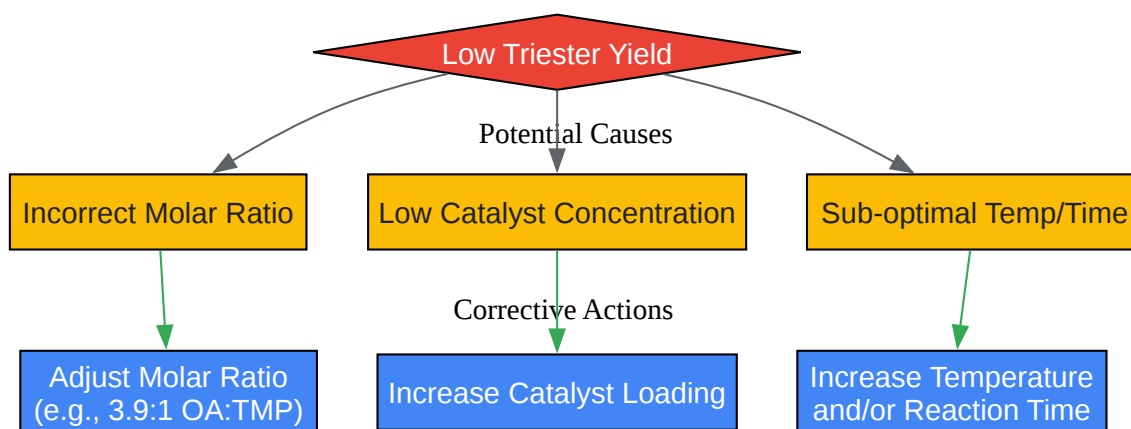 Low Triester Yield
Potential Causes
Incorrect Molar Ratio
Low Catalyst Concentration
Sub-optimal Temp/Time
Corrective Actions
Adjust Molar Ratio
(e.g., 3.9:1 OA:TMP)
Increase Catalyst Loading
Increase Temperature
and/or Reaction Time